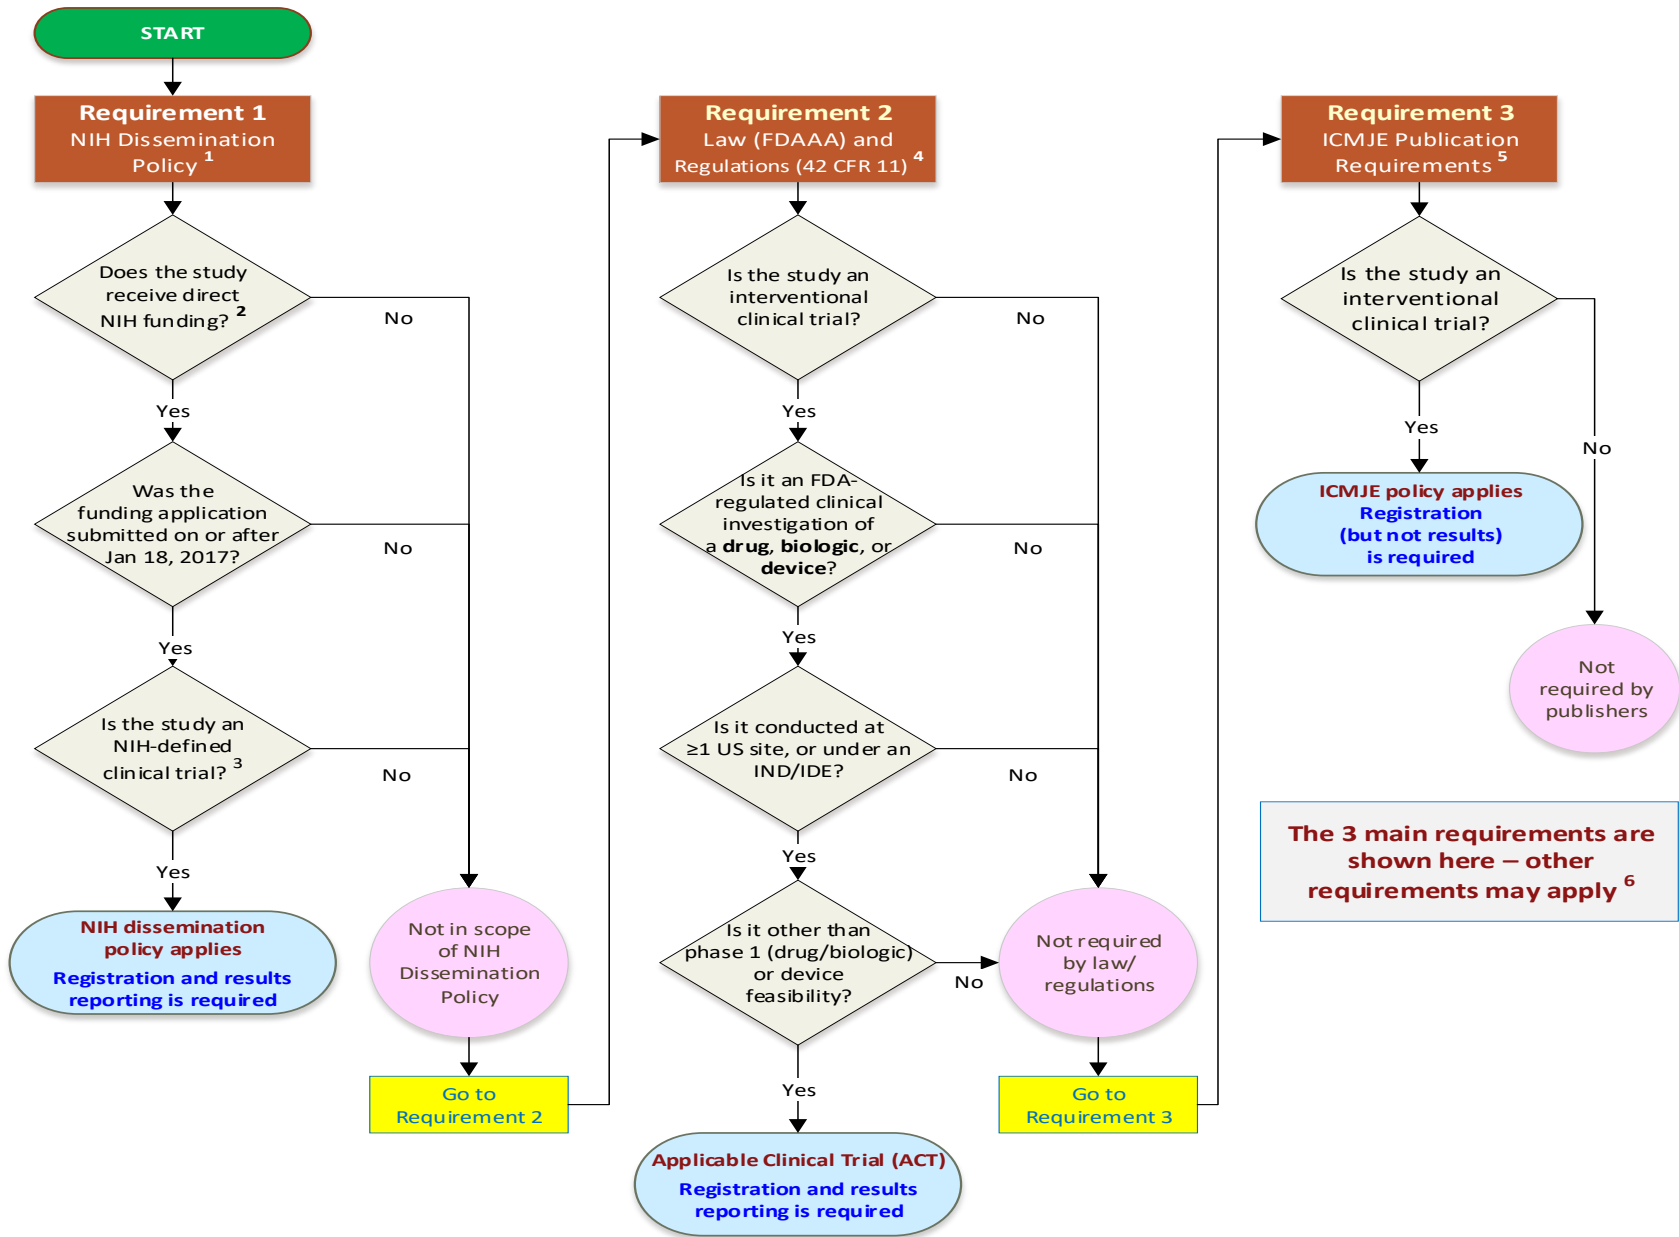 START
Requirement 1
NIH Dissemination
Policy 1
Does the study
receive direct
NIH funding? 2
No
Yes
Was the
funding application
submitted on or after
Jan 18, 2017?
No
Yes
Is the study an
NIH-defined
clinical trial? 3
No
Yes
NIH dissemination
policy applies
Registration and results
reporting is required
Not in scope
of NIH
Dissemination
Policy
Go to
Requirement 2
Requirement 2
Law (FDAAA) and
Regulations (42 CFR 11) 4
Is the study an
interventional
clinical trial?
No
Yes
Is it an FDA-
regulated clinical
investigation of
a drug, biologic, or
device?
No
Yes
Is it conducted at
≥1 US site, or under an
IND/IDE?
No
Yes
Is it other than
phase 1 (drug/biologic)
or device
feasibility?
No
Yes
Applicable Clinical Trial (ACT)
Registration and results
reporting is required
Not required
by law/
regulations
Go to
Requirement 3
Requirement 3
ICMJE Publication
Requirements 5
Is the study an
interventional
clinical trial?
Yes
No
ICMJE policy applies
Registration
(but not results)
is required
Not
required by
publishers
The 3 main requirements are
shown here – other
requirements may apply 6